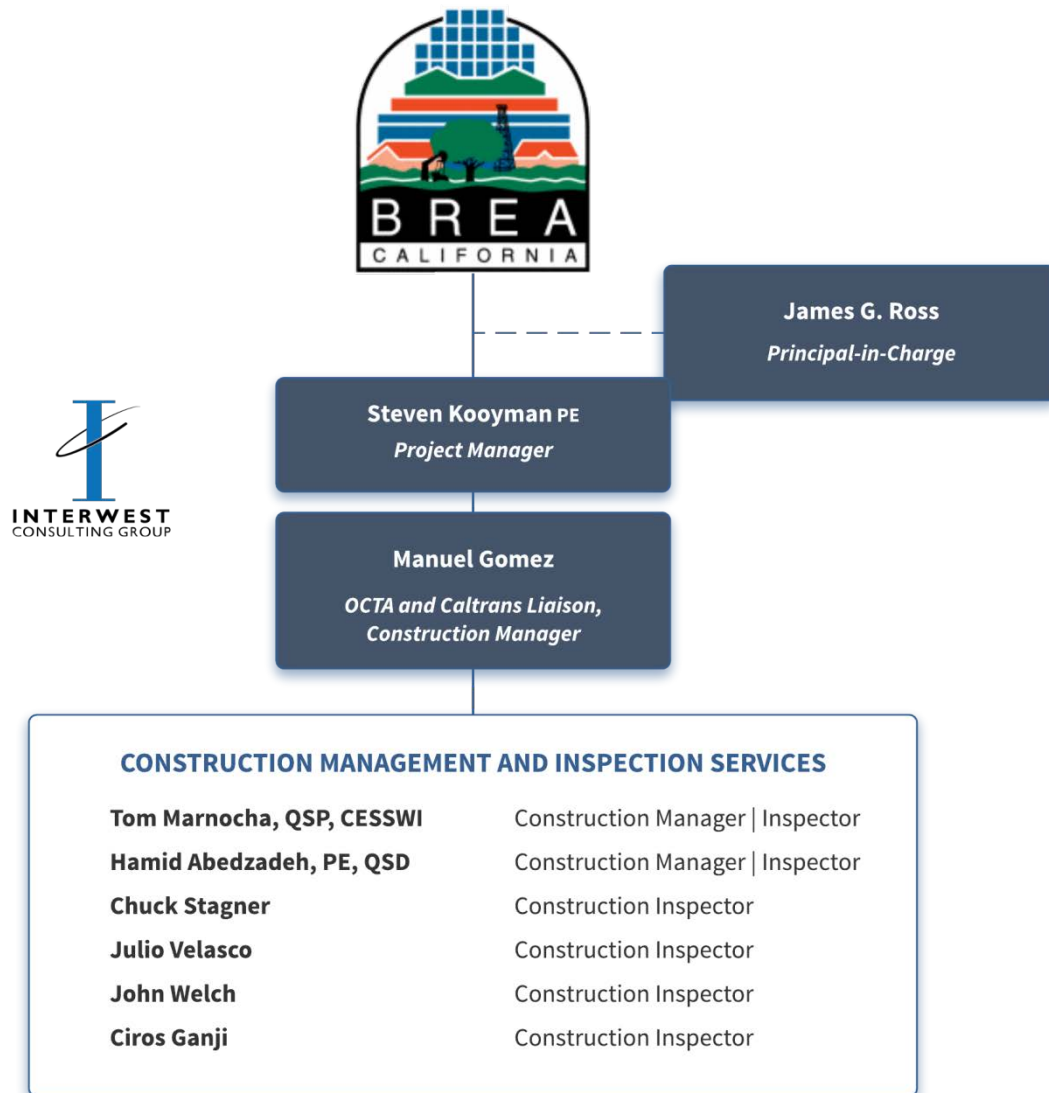 BREA
CALIFORNIA
James G. Ross
Principal-in-Charge
Steven Kooyman PE
Project Manager
INTERWEST
CONSULTING GROUP
Manuel Gomez
OCTA and Caltrans Liaison,
Construction Manager
CONSTRUCTION MANAGEMENT AND INSPECTION SERVICES
Tom Marnocha, QSP, CESSWI Construction Manager | Inspector
Hamid Abedzadeh, PE, QSD Construction Manager | Inspector
Chuck Stagner Construction Inspector
Julio Velasco Construction Inspector
John Welch Construction Inspector
Ciros Ganji Construction Inspector